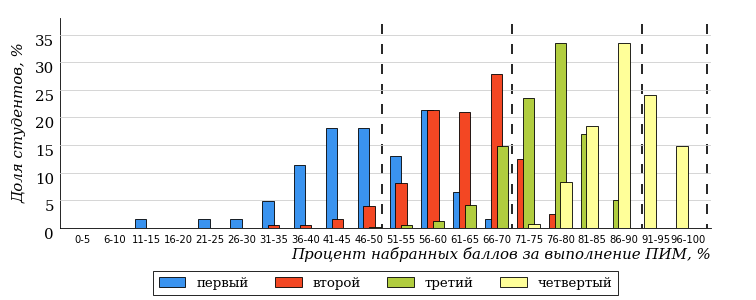 Доля студентов, %
35
30
25
20
15
10
5
0
0-5 6-10 11-15 16-20 21-25 26-30 31-35 36-40 41-45 46-50 51-55 56-60 61-65 66-70 71-75 76-80 81-85 86-90 91-95 96-100
Процент набранных баллов за выполнение ПИМ, %
первый второй третий четвертый